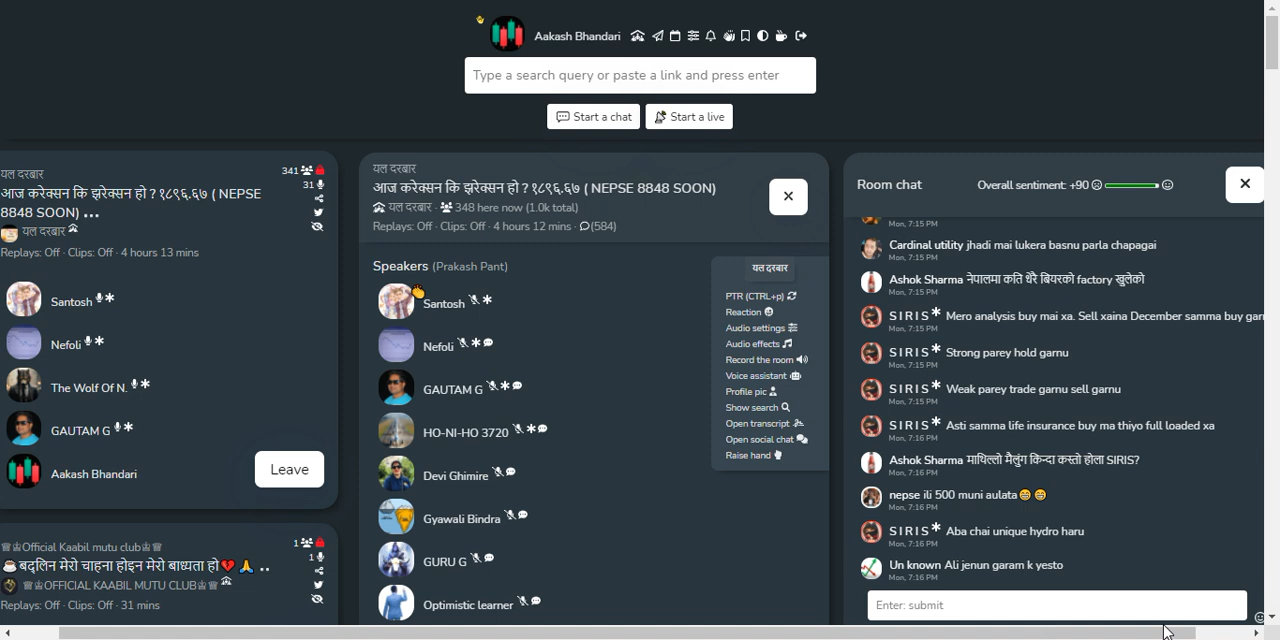 Aakash Bhandari
Type a search query or paste a link and press enter
Start a chat
Start a live
यल दरबार
341
31
आज करेक्सन कि झरेक्सन हो ? १८९६.६७ ( NEPSE
8848 SOON) ...
यल दरबार
Replays: Off · Clips: Off · 4 hours 13 mins
Santosh
Nefoli
The Wolf Of N.
GAUTAM G
Aakash Bhandari
Leave
♕♔Official Kaabil mutu club♔♕
1
1
☕बद्लिन मेरो चाहना होइन मेरो बाध्यता हो💔 🙏 ..
♕♔OFFICIAL KAABIL MUTU CLUB♔♕
Replays: Off · Clips: Off · 31 mins
यल दरबार
आज करेक्सन कि झरेक्सन हो ? १८९६.६७ ( NEPSE 8848 SOON)
यल दरबार · 348 here now (1.0k total)
Replays: Off · Clips: Off · 4 hours 12 mins · (584)
Speakers (Prakash Pant)
Santosh
Nefoli
GAUTAM G
HO-NI-HO 3720
Devi Ghimire
Gyawali Bindra
GURU G
Optimistic learner
यल दरबार
PTR (CTRL+p)
Reaction
Audio settings
Audio effects
Record the room
Voice assistant
Profile pic
Show search
Open transcript
Open social chat
Raise hand
Room chat
Overall sentiment: +90
Mon, 7:15 PM
Cardinal utility jhadi mai lukera basnu parla chapagai
Mon, 7:15 PM
Ashok Sharma नेपालमा कति धेरै बियरको factory खुलेको
Mon, 7:15 PM
S I R I S * Mero analysis buy mai xa. Sell xaina December samma buy gar
Mon, 7:15 PM
S I R I S * Strong parey hold garnu
Mon, 7:15 PM
S I R I S * Weak parey trade garnu sell garnu
Mon, 7:15 PM
S I R I S * Asti samma life insurance buy ma thiyo full loaded xa
Mon, 7:16 PM
Ashok Sharma माथिल्लो मैलुंग किन्दा कस्तो होला SIRIS?
Mon, 7:16 PM
nepse ili 500 muni aulata😁 😁
Mon, 7:16 PM
S I R I S * Aba chai unique hydro haru
Mon, 7:16 PM
Un known Ali jenun garam k yesto
Mon, 7:16 PM
Enter: submit